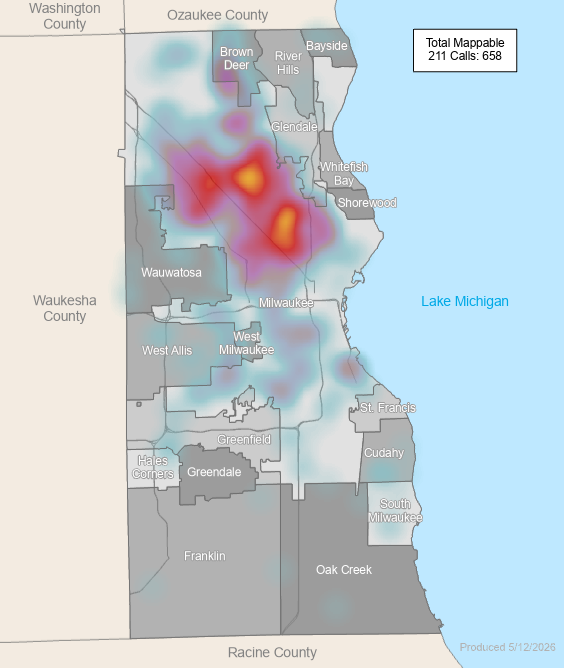 Washington
County
Ozaukee County
Bayside
Brown
Deer
River
Hills
Total Mappable
211 Calls: 658
Glendale
Whitefish
Bay
Shorewood
Wauwatosa
Waukesha
County
Milwaukee
Lake Michigan
West Allis
West
Milwaukee
St. Francis
Greenfield
Cudahy
Hales
Corners
Greendale
South
Milwaukee
Franklin
Oak Creek
Racine County
Produced 5/12/2026